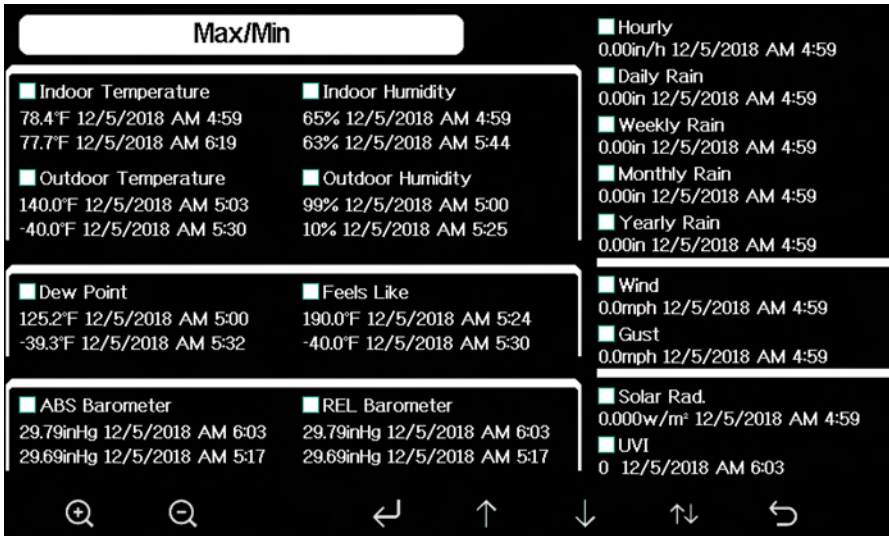 Max/Min
Indoor Temperature
78.4°F 12/5/2018 AM 4:59
77.7°F 12/5/2018 AM 6:19
Indoor Humidity
65% 12/5/2018 AM 4:59
63% 12/5/2018 AM 5:44
Outdoor Temperature
140.0°F 12/5/2018 AM 5:03
-40.0°F 12/5/2018 AM 5:30
Outdoor Humidity
99% 12/5/2018 AM 5:00
10% 12/5/2018 AM 5:25
Dew Point
125.2°F 12/5/2018 AM 5:00
-39.3°F 12/5/2018 AM 5:32
Feels Like
190.0°F 12/5/2018 AM 5:24
-40.0°F 12/5/2018 AM 5:30
ABS Barometer
29.79inHg 12/5/2018 AM 6:03
29.69inHg 12/5/2018 AM 5:17
REL Barometer
29.79inHg 12/5/2018 AM 6:03
29.69inHg 12/5/2018 AM 5:17
Hourly
0.00in/h 12/5/2018 AM 4:59
Daily Rain
0.00in 12/5/2018 AM 4:59
Weekly Rain
0.00in 12/5/2018 AM 4:59
Monthly Rain
0.00in 12/5/2018 AM 4:59
Yearly Rain
0.00in 12/5/2018 AM 4:59
Wind
0.0mph 12/5/2018 AM 4:59
Gust
0.0mph 12/5/2018 AM 4:59
Solar Rad.
0.000w/m² 12/5/2018 AM 4:59
UVI
0 12/5/2018 AM 6:03